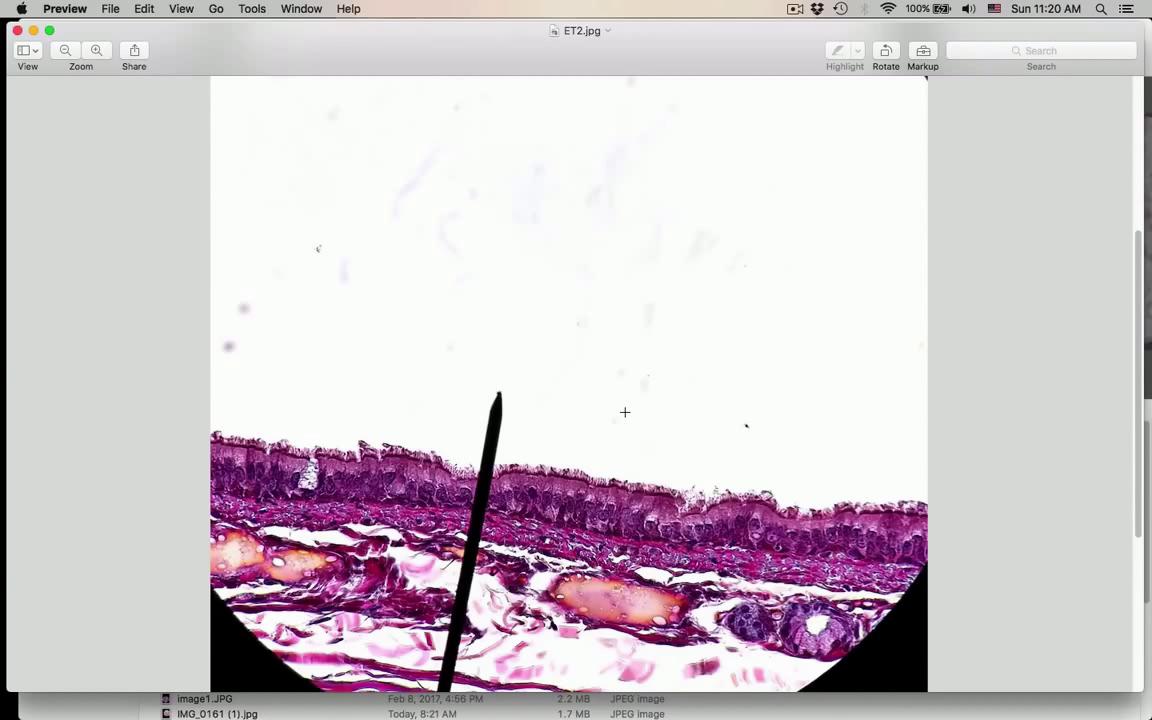 Preview File Edit View Go Tools Window Help 100% Sun 11:20 AM
ET2.jpg
Search
View Zoom Share Highlight Rotate Markup Search
image1.JPG Feb 8, 2017, 4:56 PM 2.2 MB JPEG image
IMG_0161 (1).jpg Today, 8:21 AM 1.7 MB JPEG image